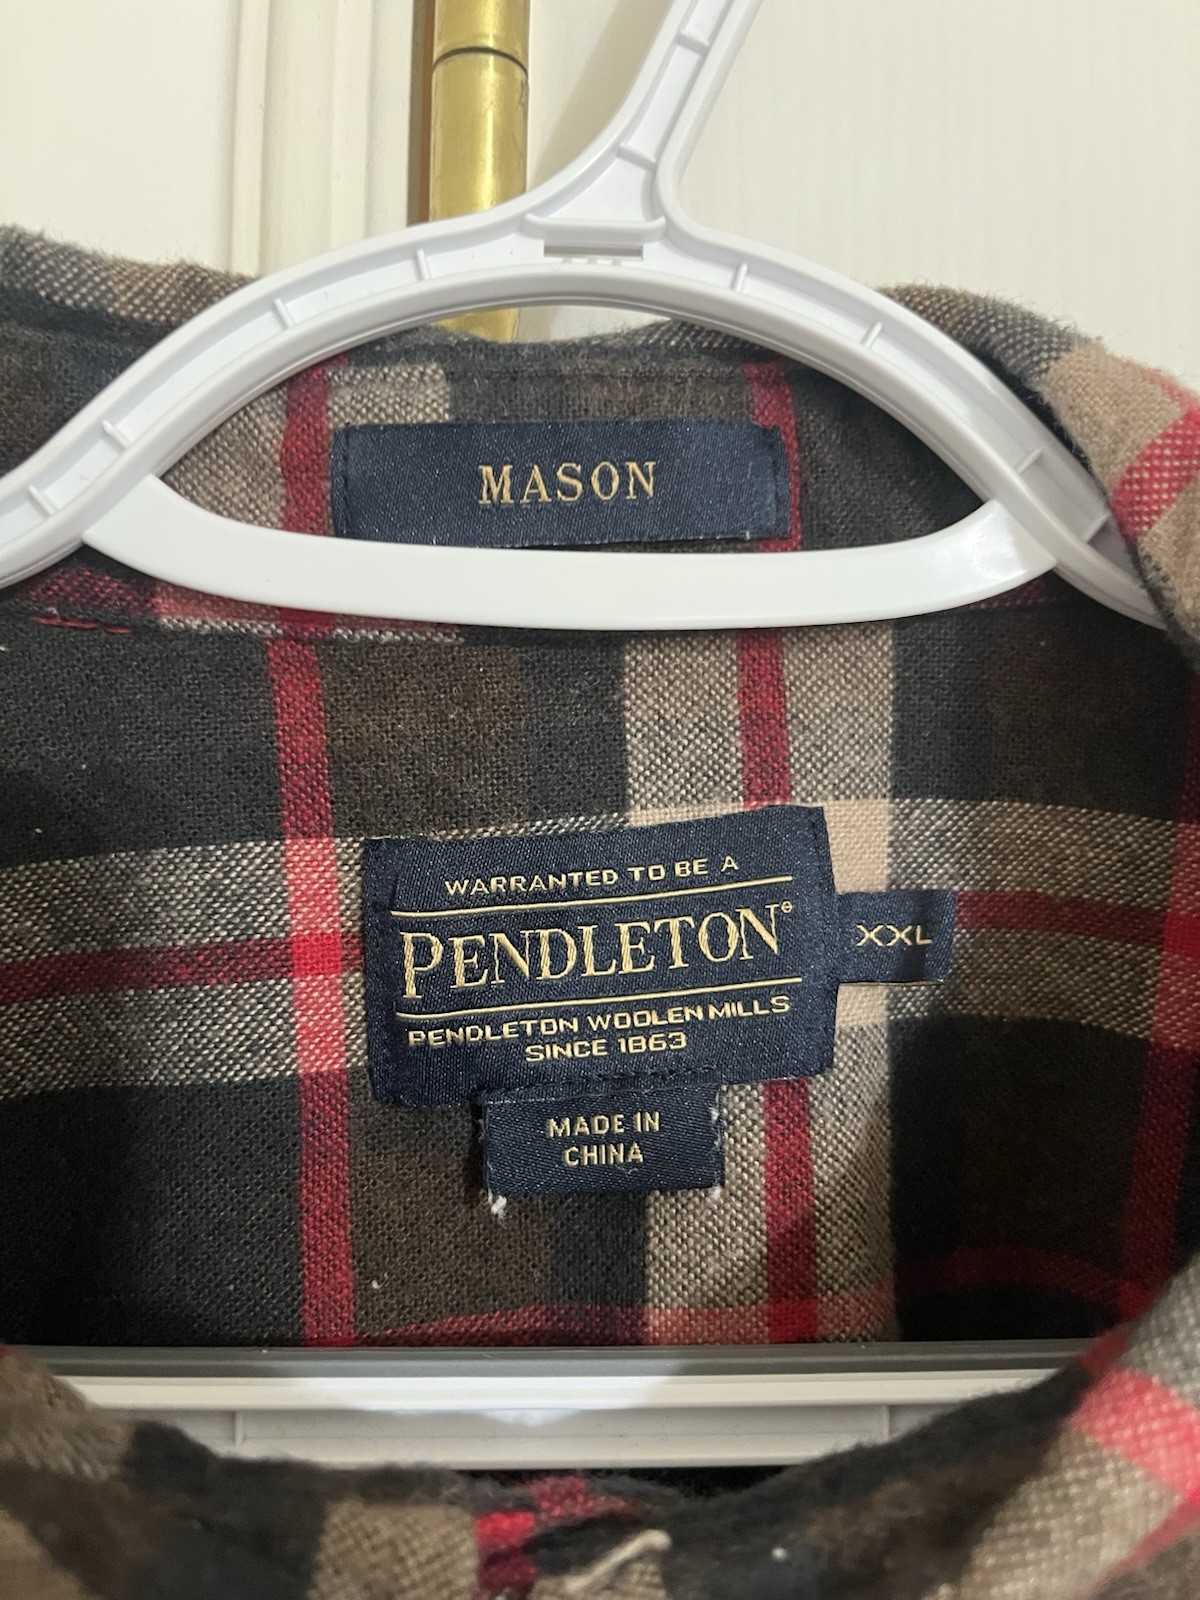 MASON
WARRANTED TO BE A
PENDLETON®
XXL
PENDLETON WOOLEN MILLS
SINCE 1863
MADE IN
CHINA